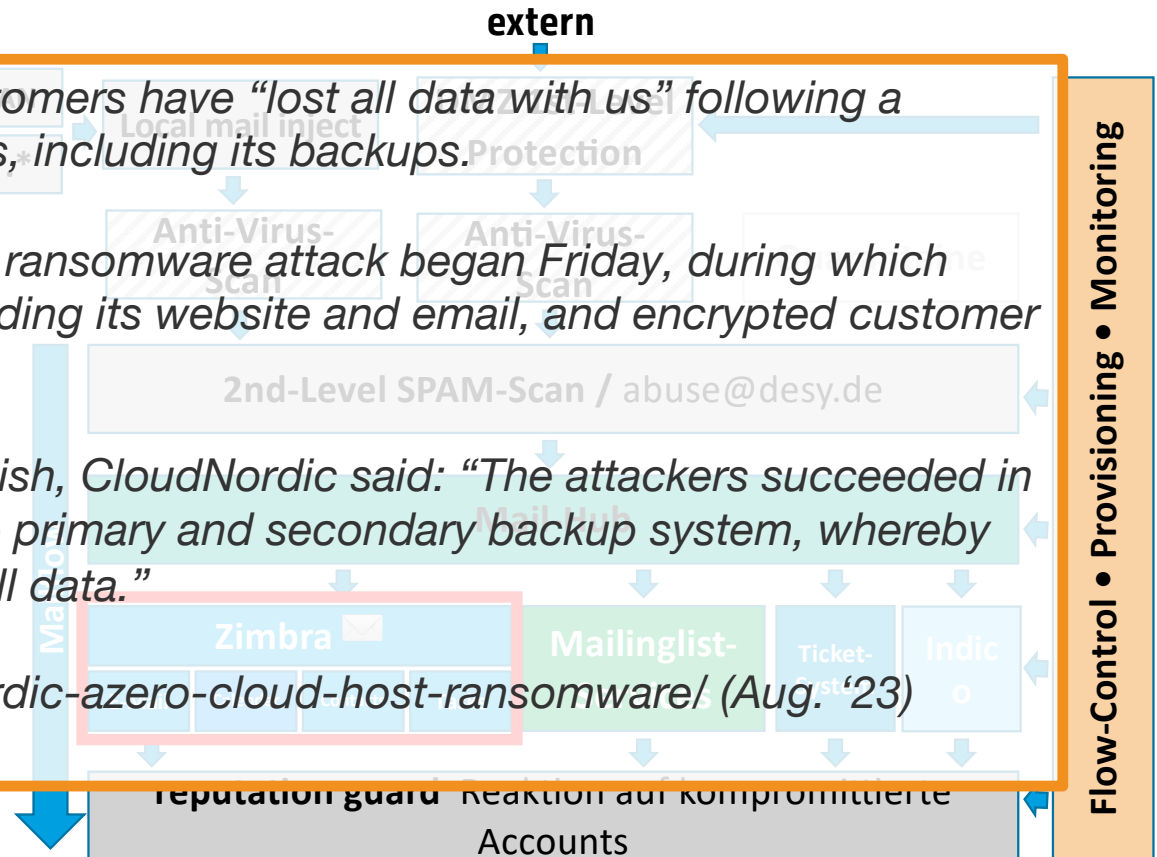 extern
omers have “lost all data with us” following a
s, including its backups.
Local mail inject
Protection
Anti-Virus-
Scan
Anti-Virus-
Scan
ransomware attack began Friday, during which
ding its website and email, and encrypted customer
2nd-Level SPAM-Scan / abuse@desy.de
ish, CloudNordic said: “The attackers succeeded in
primary and secondary backup system, whereby
ll data.”
Mail-Hub
Zimbra
Mailinglist-
Ticket-
Indic
o
rdic-azero-cloud-host-ransomware/ (Aug. ‘23)
reputation guard Reaktion auf kompromittierte
Accounts
Flow-Control • Provisioning • Monitoring